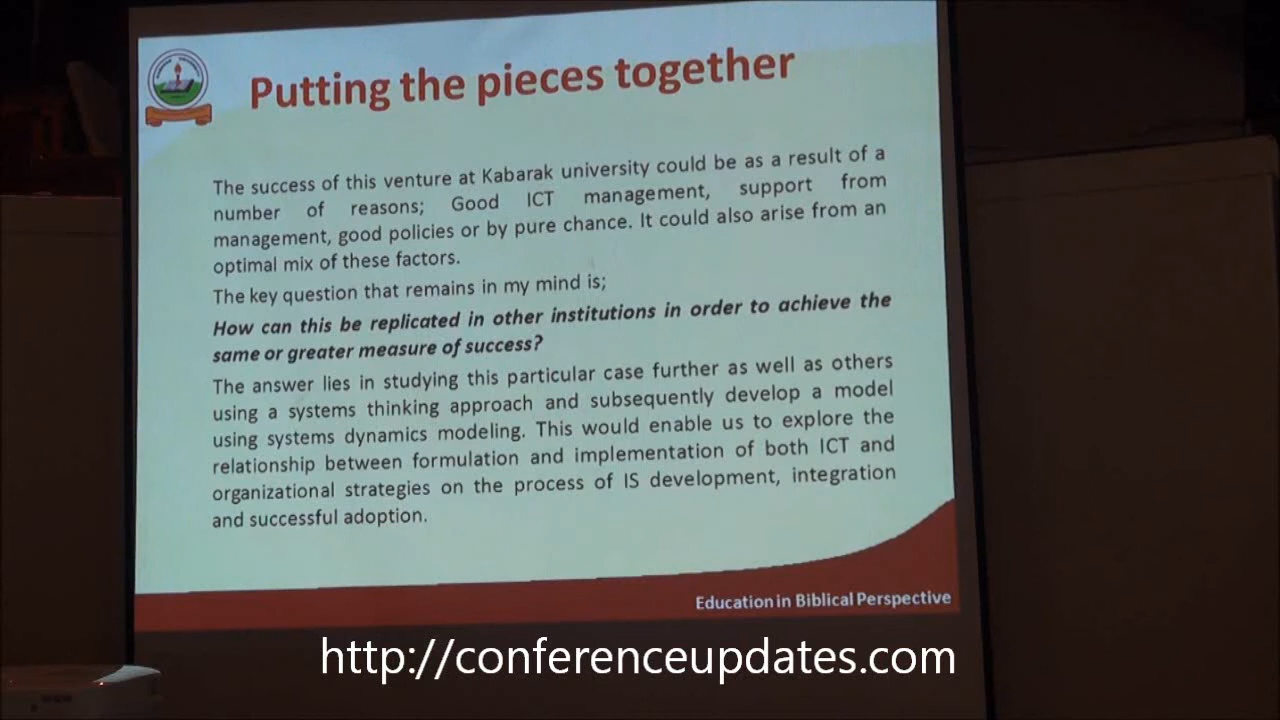 Putting the pieces together
The success of this venture at Kabarak university could be as a result of a
number of reasons; Good ICT management, support from
management, good policies or by pure chance. It could also arise from an
optimal mix of these factors.
The key question that remains in my mind is;
How can this be replicated in other institutions in order to achieve the
same or greater measure of success?
The answer lies in studying this particular case further as well as others
using a systems thinking approach and subsequently develop a model
using systems dynamics modeling. This would enable us to explore the
relationship between formulation and implementation of both ICT and
organizational strategies on the process of IS development, integration
and successful adoption.
Education in Biblical Perspective
http://conferenceupdates.com